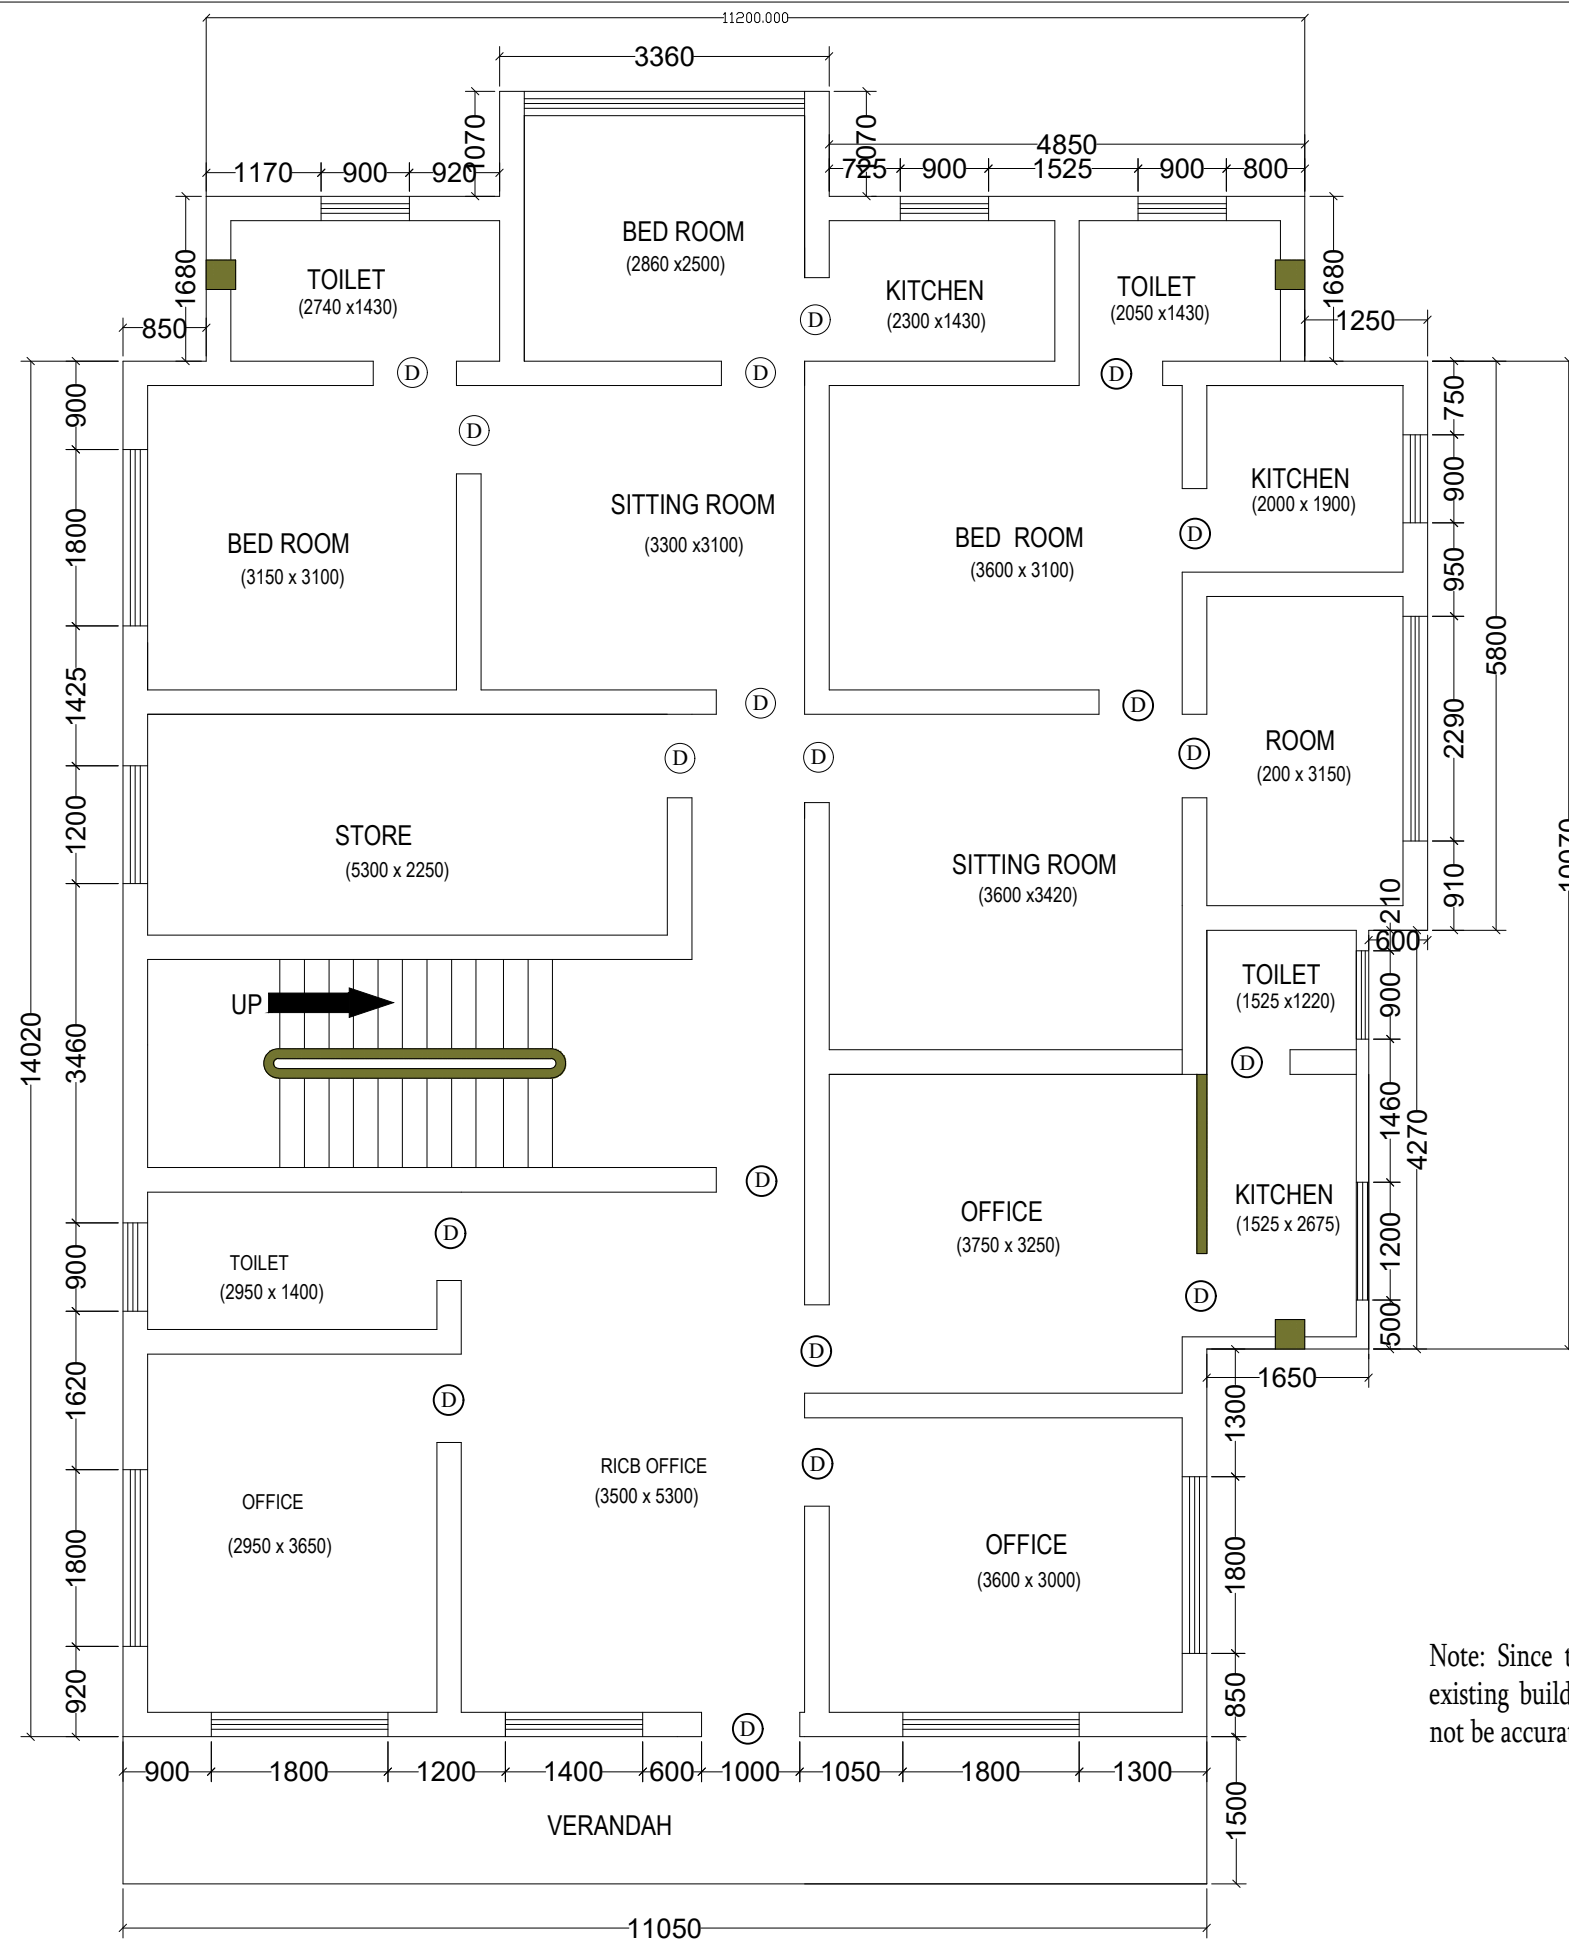 11200.000
3360
1070
1070
4850
1170 900 920
725 900 1525 900 800
BED ROOM
(2860 x2500)
TOILET
(2740 x1430)
KITCHEN
(2300 x1430)
TOILET
(2050 x1430)
1680
1680
850
1250
D
D
D
D
D
900
750
900
KITCHEN
(2000 x 1900)
SITTING ROOM
(3300 x3100)
BED ROOM
(3150 x 3100)
BED ROOM
(3600 x 3100)
D
1800
950
5800
1425
D
D
2290
ROOM
(200 x 3150)
D
D
D
1200
STORE
(5300 x 2250)
SITTING ROOM
(3600 x3420)
10070
910
210
600
TOILET
(1525 x1220)
900
UP
14020
3460
D
1460
4270
D
KITCHEN
(1525 x 2675)
OFFICE
(3750 x 3250)
D
TOILET
(2950 x 1400)
900
1200
D
500
D
1650
1620
D
1300
D
RICB OFFICE
(3500 x 5300)
OFFICE
(2950 x 3650)
OFFICE
(3600 x 3000)
1800
1800
920
850
D
Note: Since t
existing build
not be accura
900 1800 1200 1400 600 1000 1050 1800 1300
VERANDAH
1500
11050